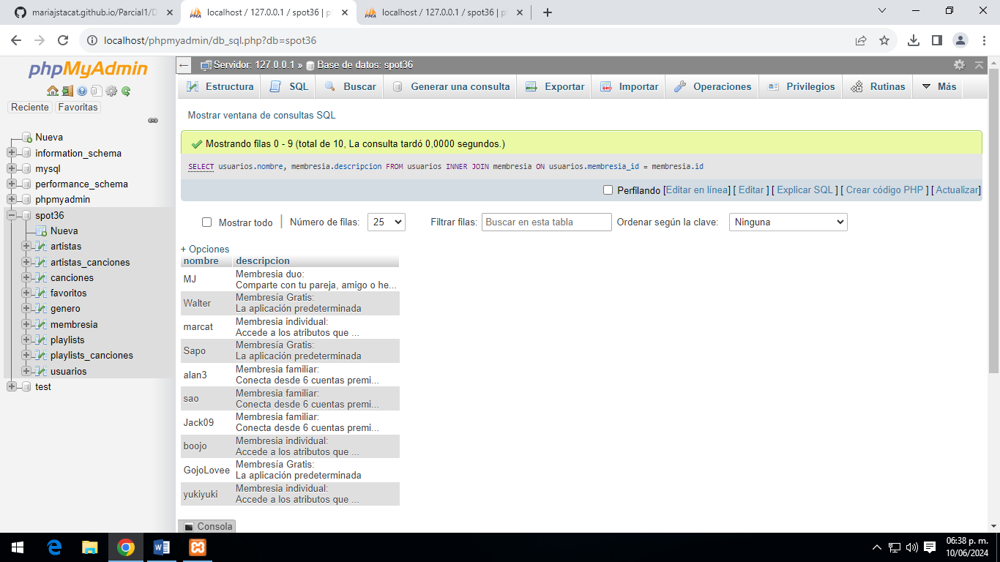 mariajstacat.github.io/Parcial1/D
localhost / 127.0.0.1 / spot36 | p
localhost / 127.0.0.1 / spot36 | p
localhost/phpmyadmin/db_sql.php?db=spot36
phpMyAdmin
Reciente Favoritas
Nueva
information_schema
mysql
performance_schema
phpmyadmin
spot36
Nueva
artistas
artistas_canciones
canciones
favoritos
genero
membresia
playlists
playlists_canciones
usuarios
test
Servidor: 127.0.0.1 » Base de datos: spot36
Estructura SQL Buscar Generar una consulta Exportar Importar Operaciones Privilegios Rutinas Más
Mostrar ventana de consultas SQL
Mostrando filas 0 - 9 (total de 10, La consulta tardó 0,0000 segundos.)
SELECT usuarios.nombre, membresia.descripcion FROM usuarios INNER JOIN membresia ON usuarios.membresia_id = membresia.id
Perfilando [Editar en línea] [ Editar ] [ Explicar SQL ] [ Crear código PHP ] [ Actualizar]
Mostrar todo | Número de filas: 25 Filtrar filas: Buscar en esta tabla Ordenar según la clave: Ninguna
+ Opciones
nombre descripcion
MJ Membresia duo:
Comparte con tu pareja, amigo o he...
Walter Membresía Gratis:
La aplicación predeterminada
marcat Membresia individual:
Accede a los atributos que ...
Sapo Membresía Gratis:
La aplicación predeterminada
alan3 Membresia familiar:
Conecta desde 6 cuentas premi...
sao Membresia familiar:
Conecta desde 6 cuentas premi...
Jack09 Membresia familiar:
Conecta desde 6 cuentas premi...
boojo Membresia individual:
Accede a los atributos que ...
GojoLovee Membresía Gratis:
La aplicación predeterminada
yukiyuki Membresia individual:
Accede a los atributos que ...
Consola
06:38 p. m.
10/06/2024